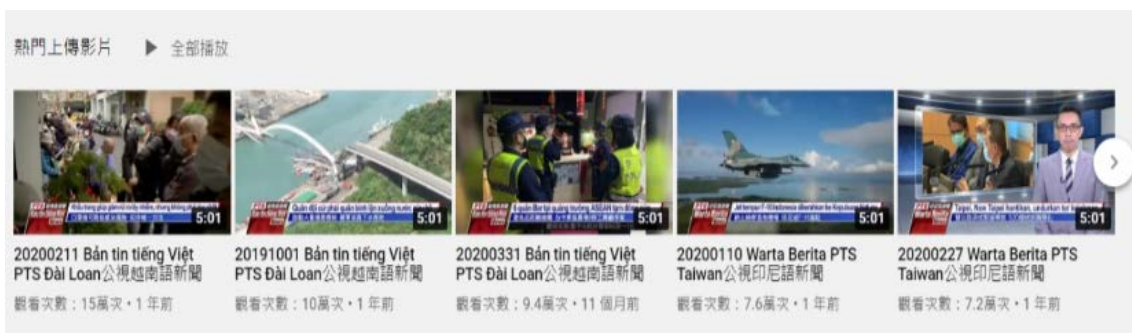 熱門上傳影片 ▶ 全部播放
5:01
5:01
5:01
5:01
5:01
20200211 Bản tin tiếng Việt
PTS Đài Loan公視越南語新聞
觀看次數：15萬次・1 年前
20191001 Bản tin tiếng Việt
PTS Đài Loan公視越南語新聞
觀看次數：10萬次・1 年前
20200331 Bản tin tiếng Việt
PTS Đài Loan公視越南語新聞
觀看次數：9.4萬次・11 個月前
20200110 Warta Berita PTS
Taiwan公視印尼語新聞
觀看次數：7.6萬次・1 年前
20200227 Warta Berita PTS
Taiwan公視印尼語新聞
觀看次數：7.2萬次・1 年前